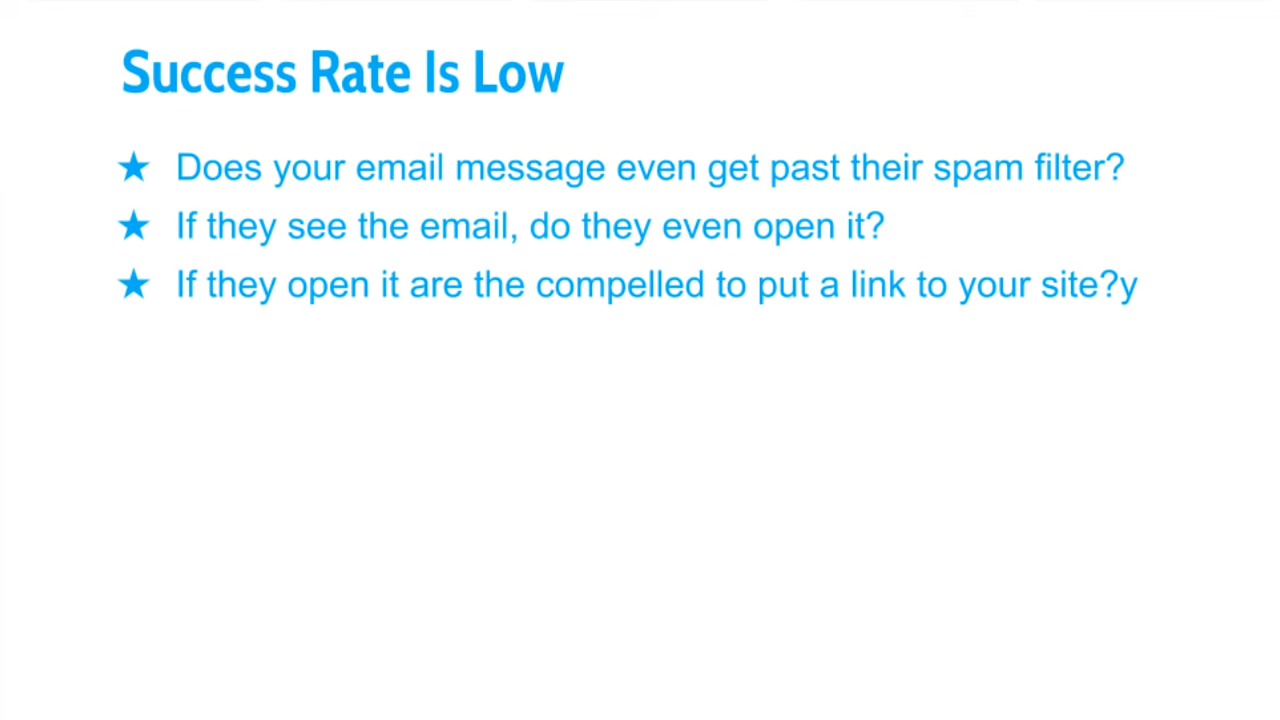 Success Rate Is Low
★ Does your email message even get past their spam filter?
★ If they see the email, do they even open it?
★ If they open it are the compelled to put a link to your site?y